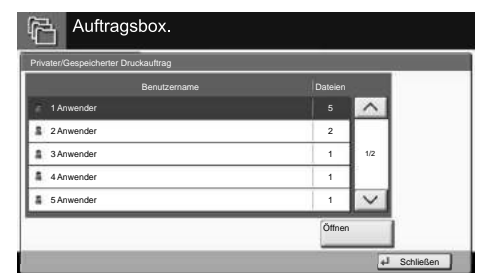 Auftragsbox.
Privater/Gespeicherter Druckauftrag
Benutzername Dateien
1 Anwender 5
2 Anwender 2
3 Anwender 1
1/2
4 Anwender 1
5 Anwender 1
Öffnen
Schließen